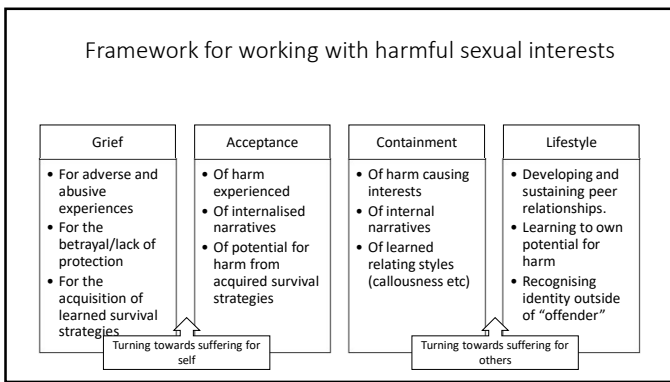 Framework for working with harmful sexual interests
Grief
• For adverse and
abusive
experiences
• For the
betrayal/lack of
protection
• For the
acquisition of
learned survival
strategies
Acceptance
• Of harm
experienced
• Of internalised
narratives
• Of potential for
harm from
acquired survival
strategies
Turning towards suffering for
self
Containment
• Of harm causing
interests
• Of internal
narratives
• Of learned
relating styles
(callousness etc)
Lifestyle
• Developing and
sustaining peer
relationships.
• Learning to own
potential for
harm
• Recognising
identity outside
of “offender”
Turning towards suffering for
others